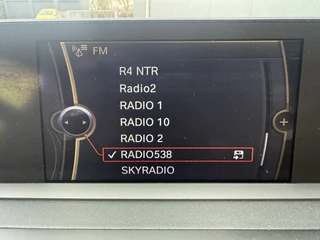 FM
R4 NTR
Radio2
RADIO 1
RADIO 10
RADIO 2
RADIO538
SKYRADIO